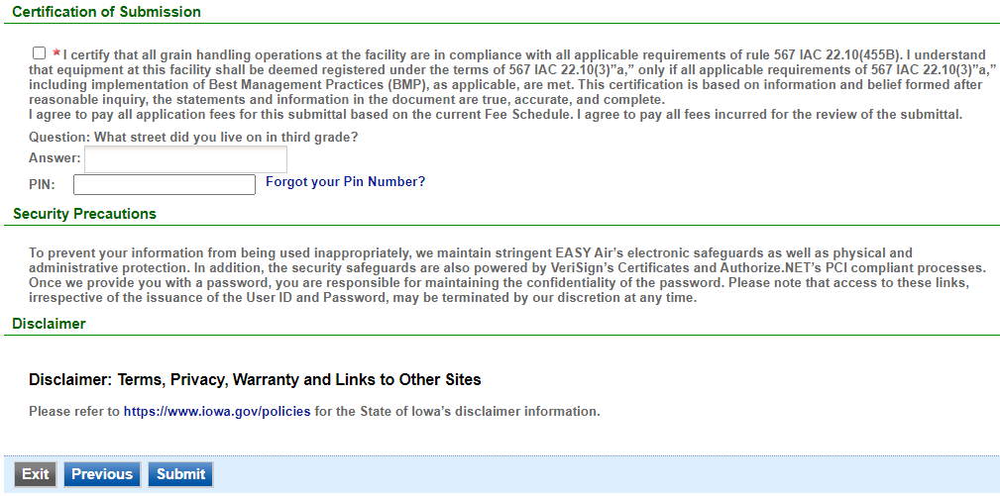 Certification of Submission
* I certify that all grain handling operations at the facility are in compliance with all applicable requirements of rule 567 IAC 22.10(455B). I understand
that equipment at this facility shall be deemed registered under the terms of 567 IAC 22.10(3)”a,” only if all applicable requirements of 567 IAC 22.10(3)”a,”
including implementation of Best Management Practices (BMP), as applicable, are met. This certification is based on information and belief formed after
reasonable inquiry, the statements and information in the document are true, accurate, and complete.
I agree to pay all application fees for this submittal based on the current Fee Schedule. I agree to pay all fees incurred for the review of the submittal.
Question: What street did you live on in third grade?
Answer:
PIN: Forgot your Pin Number?
Security Precautions
To prevent your information from being used inappropriately, we maintain stringent EASY Air’s electronic safeguards as well as physical and
administrative protection. In addition, the security safeguards are also powered by VeriSign’s Certificates and Authorize.NET’s PCI compliant processes.
Once we provide you with a password, you are responsible for maintaining the confidentiality of the password. Please note that access to these links,
irrespective of the issuance of the User ID and Password, may be terminated by our discretion at any time.
Disclaimer
Disclaimer: Terms, Privacy, Warranty and Links to Other Sites
Please refer to https://www.iowa.gov/policies for the State of Iowa’s disclaimer information.
Exit Previous Submit